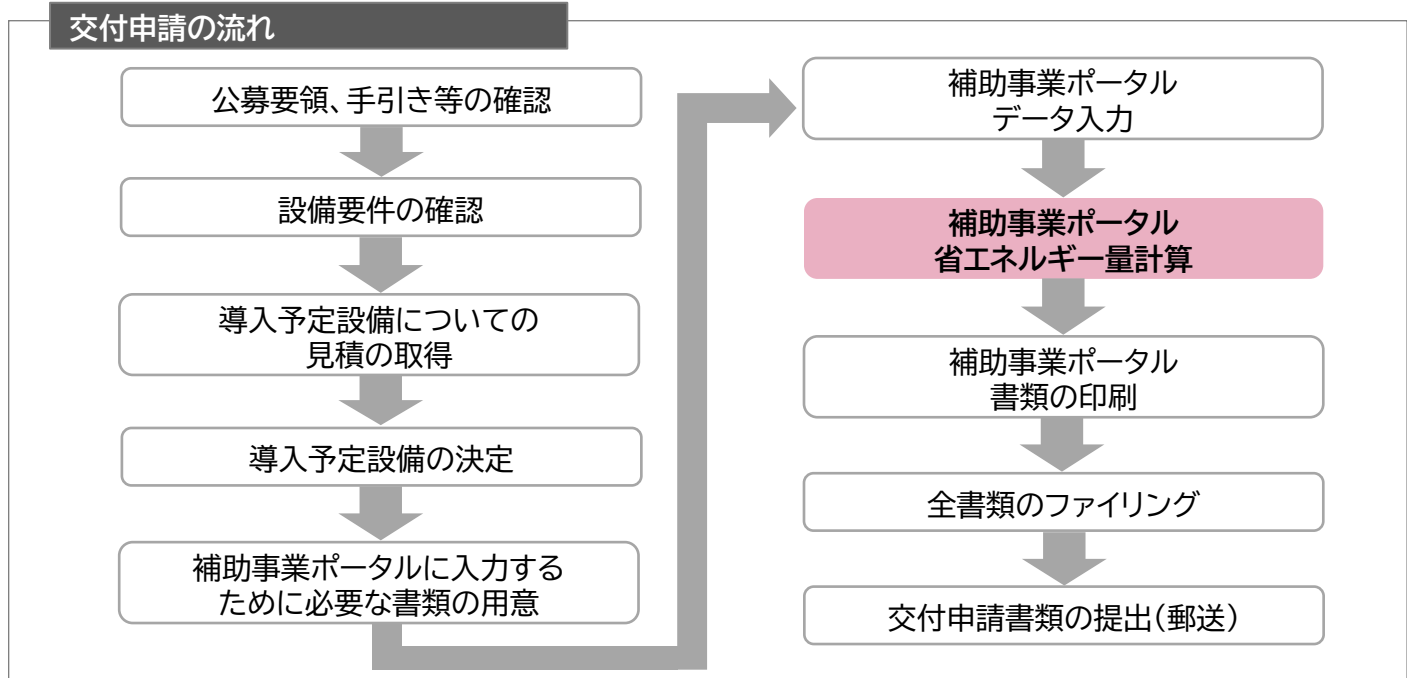 交付申請の流れ
公募要領、手引き等の確認
設備要件の確認
導入予定設備についての
見積の取得
導入予定設備の決定
補助事業ポータルに入力する
ために必要な書類の用意
補助事業ポータル
データ入力
補助事業ポータル
省エネルギー量計算
補助事業ポータル
書類の印刷
全書類のファイリング
交付申請書類の提出(郵送)